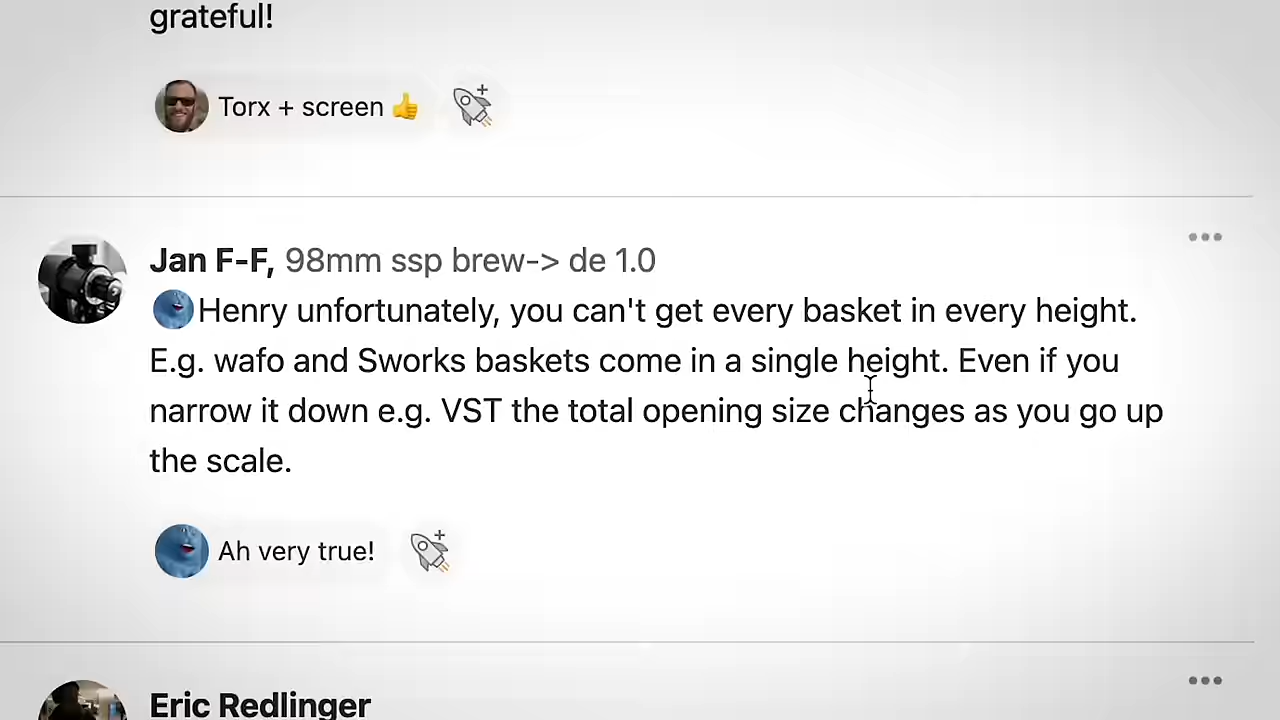 grateful!
Torx + screen 👍
Jan F-F, 98mm ssp brew-> de 1.0
Henry unfortunately, you can't get every basket in every height.
E.g. wafo and Sworks baskets come in a single height. Even if you
narrow it down e.g. VST the total opening size changes as you go up
the scale.
Ah very true!
Eric Redlinger